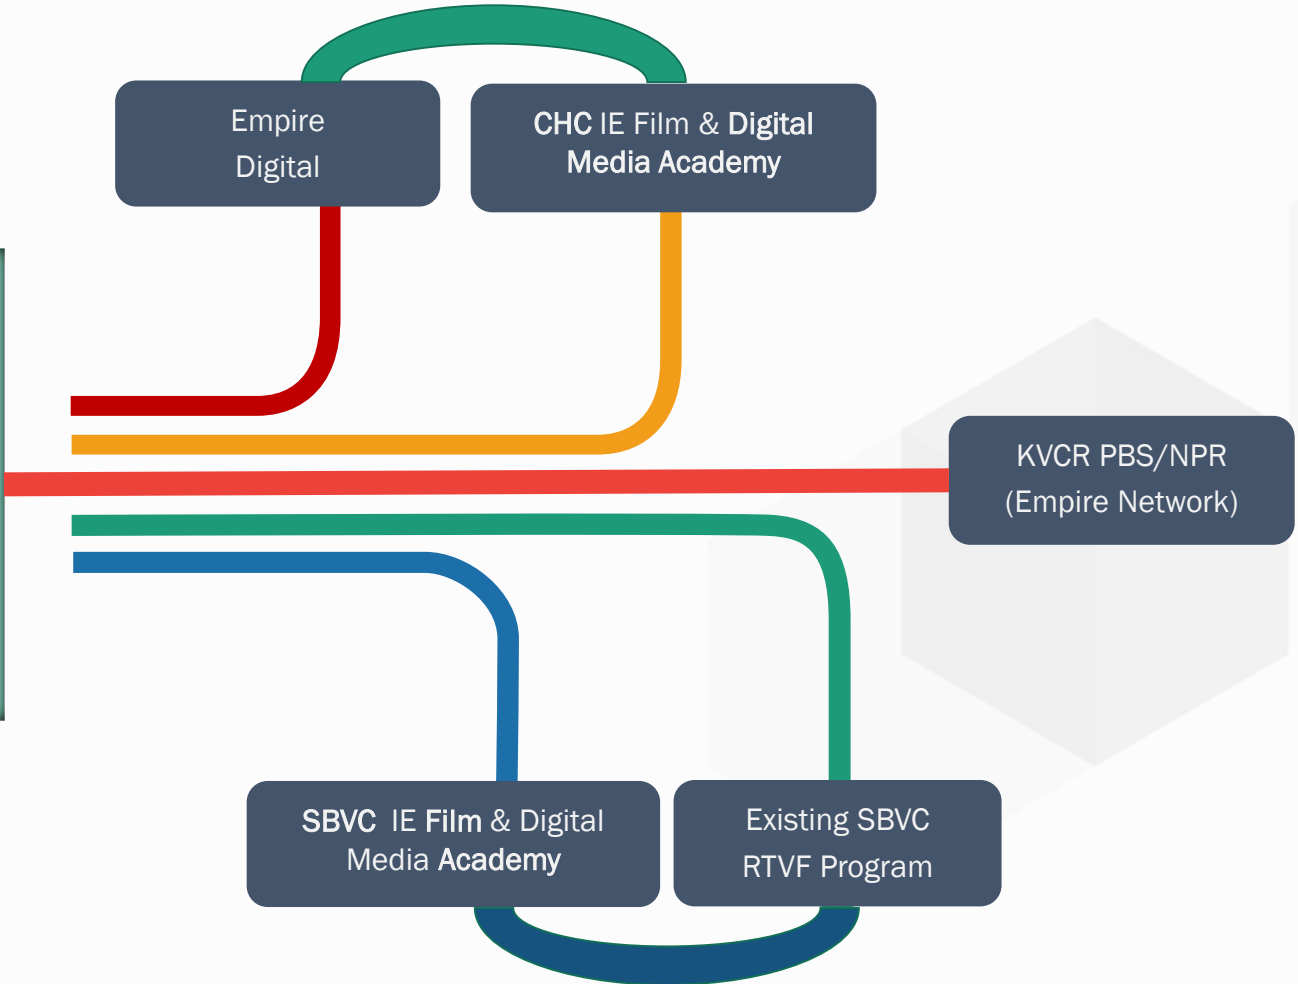 Empire
Digital
CHC IE Film & Digital
Media Academy
KVCR PBS/NPR
(Empire Network)
SBVC IE Film & Digital
Media Academy
Existing SBVC
RTVF Program